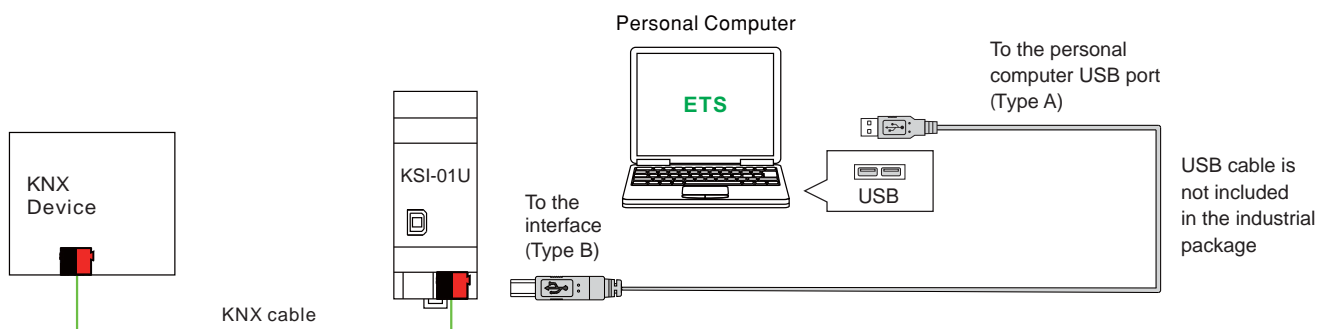 Personal Computer
To the personal
computer USB port
(Type A)
ETS
KNX
Device
KSI-01U
USB
To the
interface
(Type B)
USB cable is
not included
in the industrial
package
KNX cable